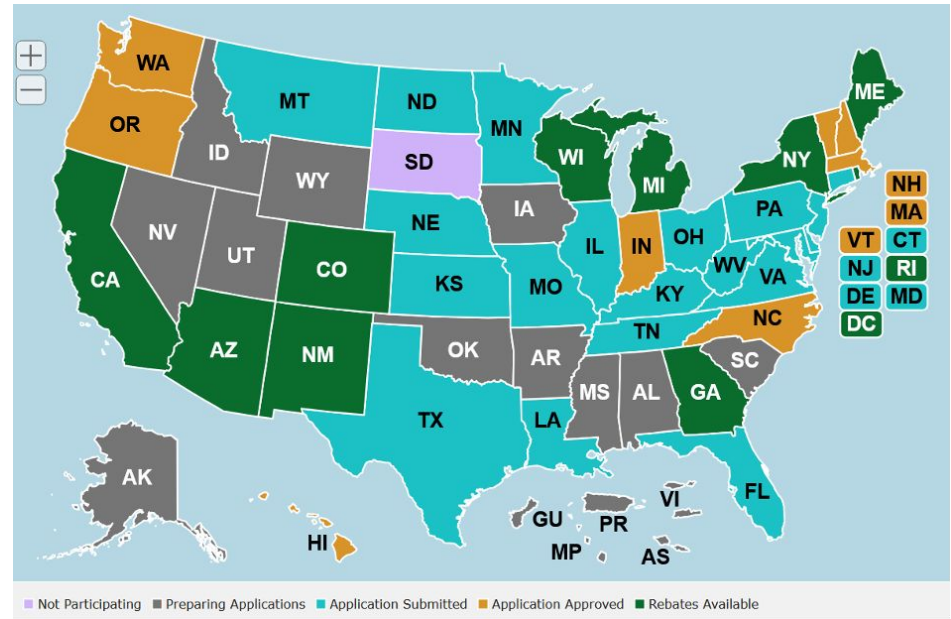 +
−
WA
OR
ID
MT
ND
MN
SD
WY
NV
UT
CA
CO
AZ
NM
NE
KS
IA
MO
WI
MI
IL
IN
OH
KY
WV
VA
PA
NY
ME
NH
MA
VT
CT
NJ
RI
DE
MD
DC
TN
NC
SC
OK
AR
MS
AL
GA
TX
LA
FL
AK
HI
GU
PR
VI
MP
AS
Not Participating Preparing Applications Application Submitted Application Approved Rebates Available